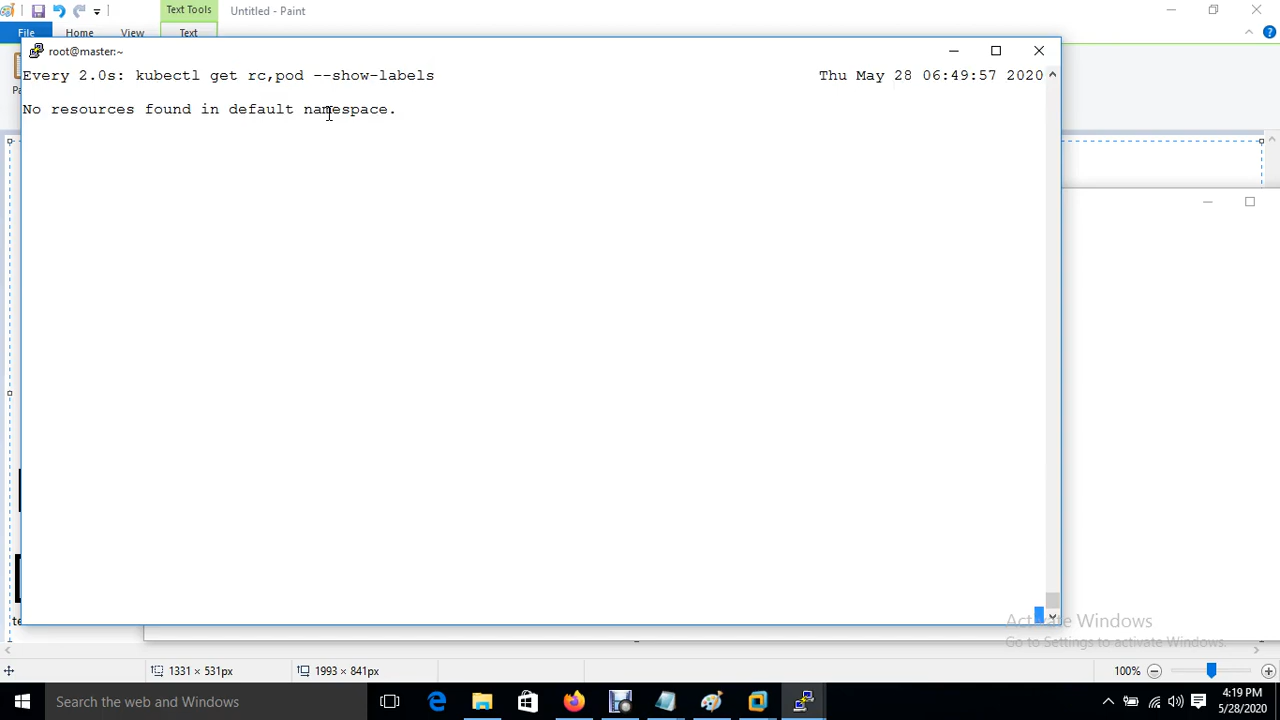 Text Tools
Untitled - Paint
File
Home
View
Text
root@master:~
Every 2.0s: kubectl get rc,pod --show-labels
Thu May 28 06:49:57 2020
No resources found in default namespace.
Activate Windows
Go to Settings to activate Windows.
1331 × 531px
1993 × 841px
100%
Search the web and Windows
4:19 PM
5/28/2020